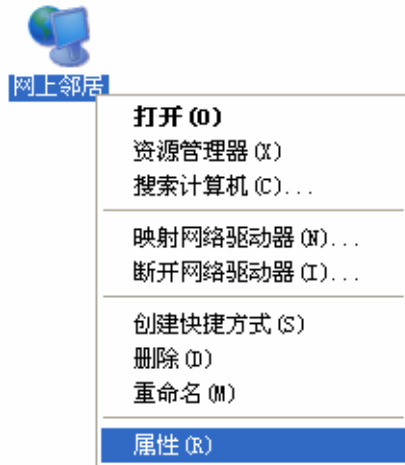 网上邻居
打开(O)
资源管理器(X)
搜索计算机(C)...
映射网络驱动器(N)...
断开网络驱动器(I)...
创建快捷方式(S)
删除(D)
重命名(M)
属性(R)